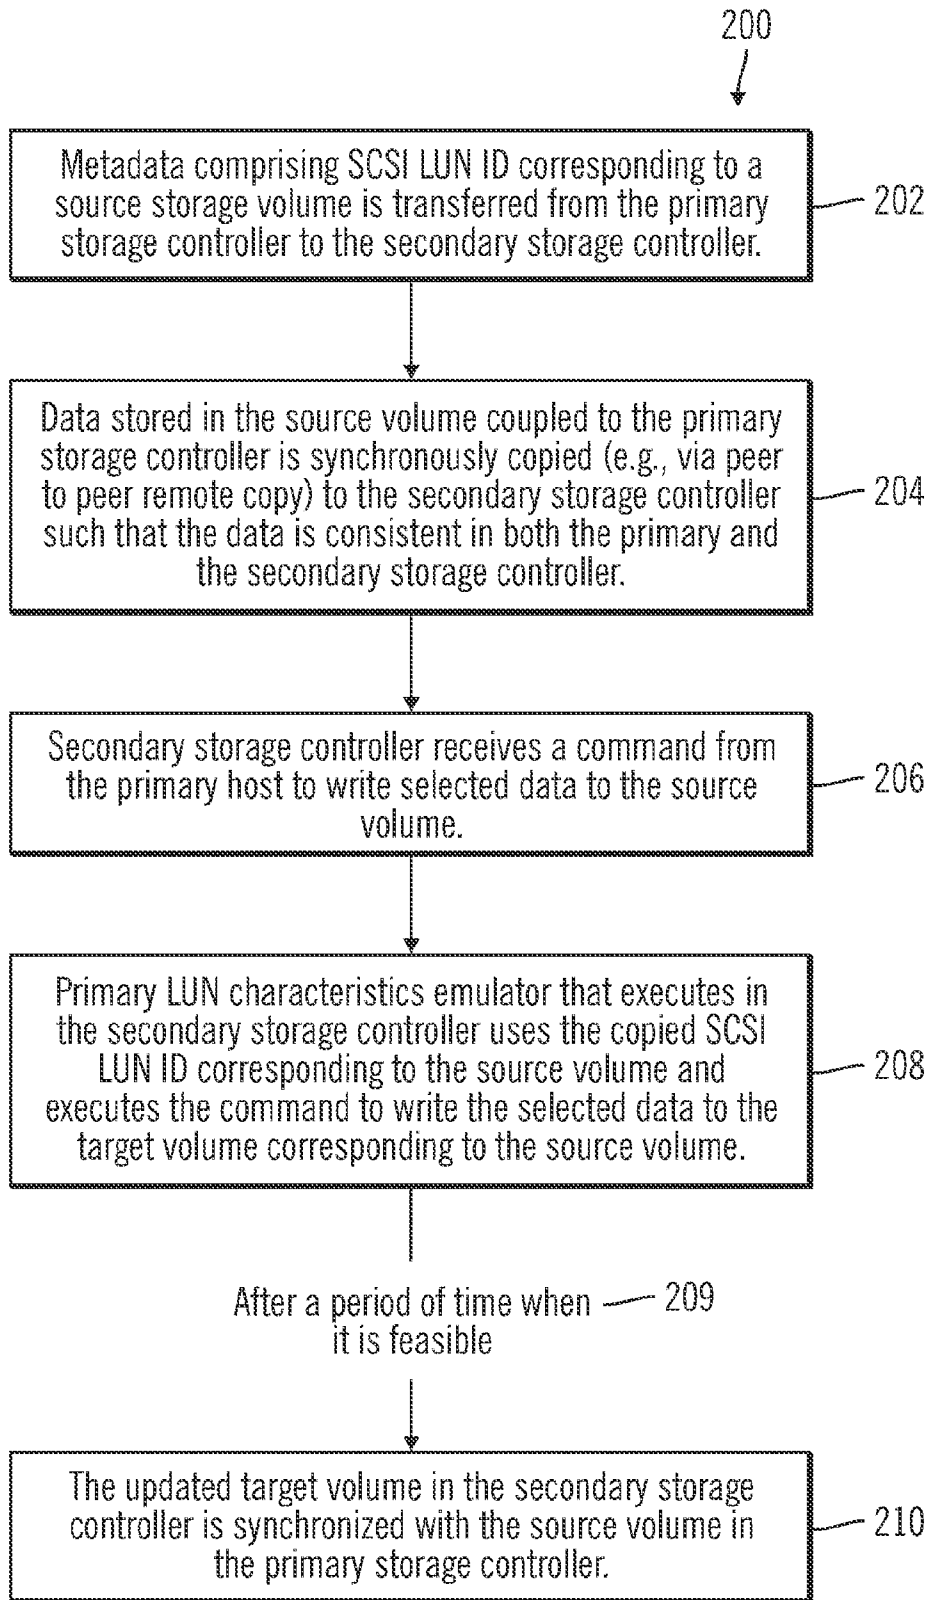 200
Metadata comprising SCSI LUN ID corresponding to a
source storage volume is transferred from the primary
storage controller to the secondary storage controller.
202
Data stored in the source volume coupled to the primary
storage controller is synchronously copied (e.g., via peer
to peer remote copy) to the secondary storage controller
such that the data is consistent in both the primary and
the secondary storage controller.
204
Secondary storage controller receives a command from
the primary host to write selected data to the source
volume.
206
Primary LUN characteristics emulator that executes in
the secondary storage controller uses the copied SCSI
LUN ID corresponding to the source volume and
executes the command to write the selected data to the
target volume corresponding to the source volume.
208
After a period of time when
it is feasible
209
The updated target volume in the secondary storage
controller is synchronized with the source volume in
the primary storage controller.
210